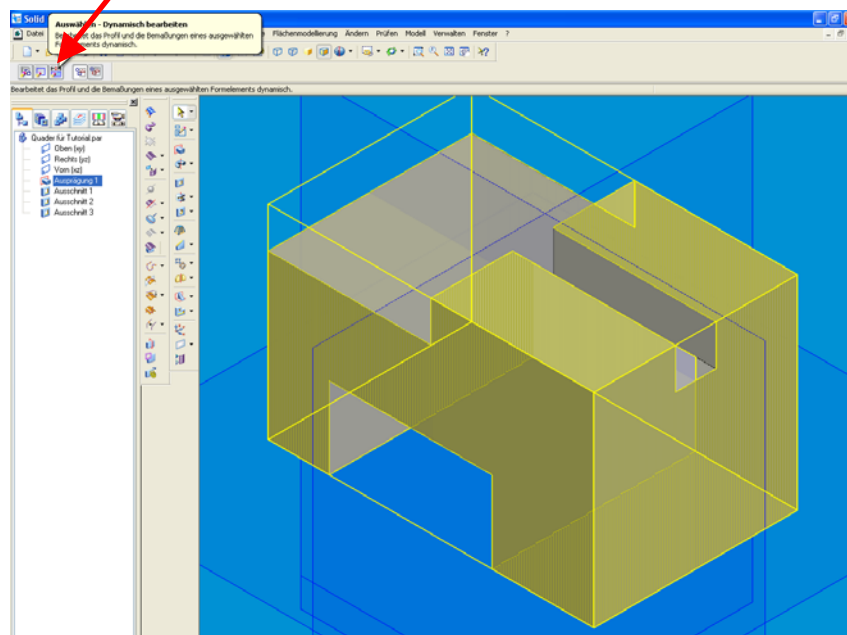 Solid
Auswählen - Dynamisch bearbeiten
Bearbeitet das Profil und die Bemaßungen eines ausgewählten
Formelements dynamisch.
Datei
Flächenmodellierung Ändern Prüfen Modell Verwalten Fenster ?
Bearbeitet das Profil und die Bemaßungen eines ausgewählten Formelements dynamisch.
Quader für Tutorial.par
Oben (xy)
Rechts (yz)
Vorn (xz)
Ausprägung 1
Ausschnitt 1
Ausschnitt 2
Ausschnitt 3